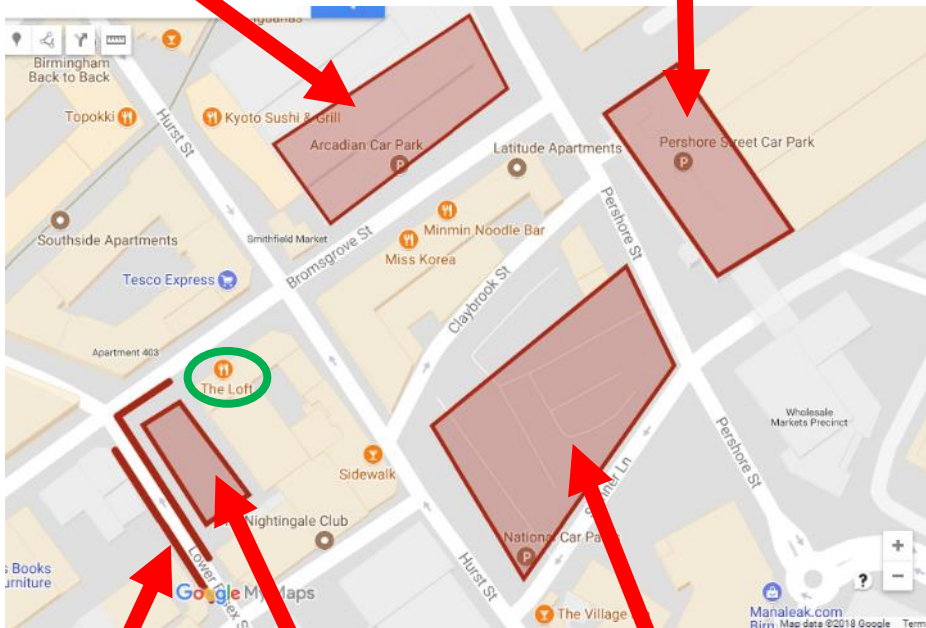 Birmingham
Back to Back
Topokki
Hurst St
Kyoto Sushi & Grill
Arcadian Car Park
Latitude Apartments
Pershore Street Car Park
Pershore St
Southside Apartments
Smithfield Market
Bromsgrove St
Minmin Noodle Bar
Miss Korea
Tesco Express
Claybrook St
Apartment 403
The Loft
Wholesale
Markets Precinct
Sidewalk
Pershore St
Nightingale Club
National Car
Hurst St
Books
Lower
Google My Maps
The Village
Manaleak.com
Map data ©2018 Google
Term